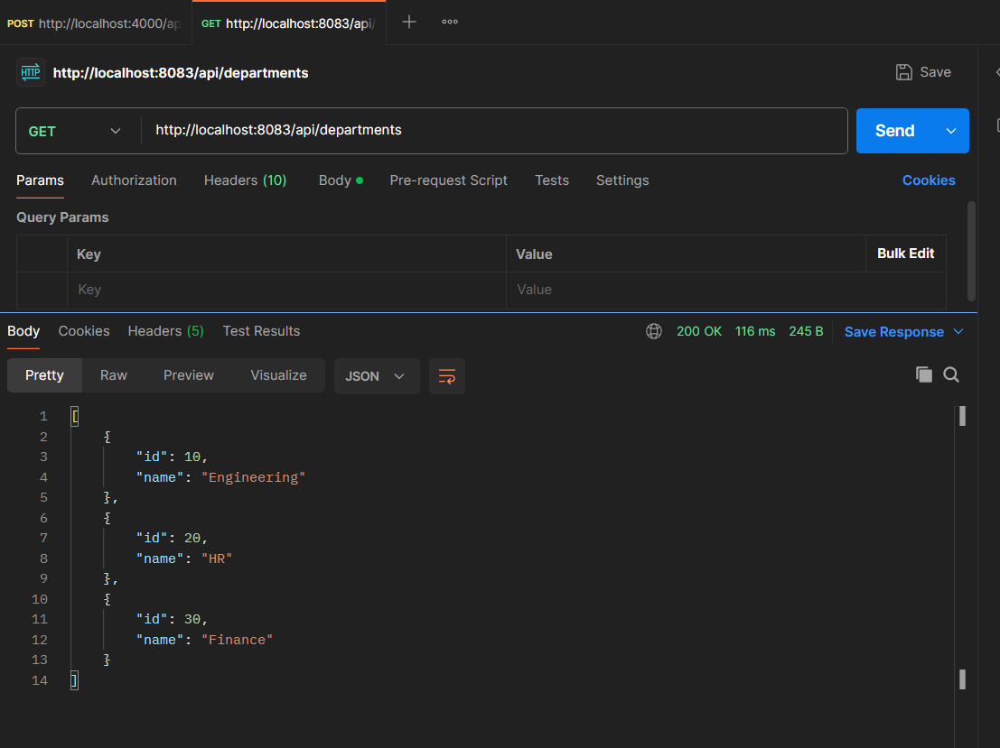 POST http://localhost:4000/ap GET http://localhost:8083/api/
HTTP http://localhost:8083/api/departments Save
GET http://localhost:8083/api/departments Send
Params Authorization Headers (10) Body Pre-request Script Tests Settings Cookies
Query Params
Key Value Bulk Edit
Key Value
Body Cookies Headers (5) Test Results 200 OK 116 ms 245 B Save Response
Pretty Raw Preview Visualize JSON
1 [
2 {
3 "id": 10,
4 "name": "Engineering"
5 },
6 {
7 "id": 20,
8 "name": "HR"
9 },
10 {
11 "id": 30,
12 "name": "Finance"
13 }
14 ]